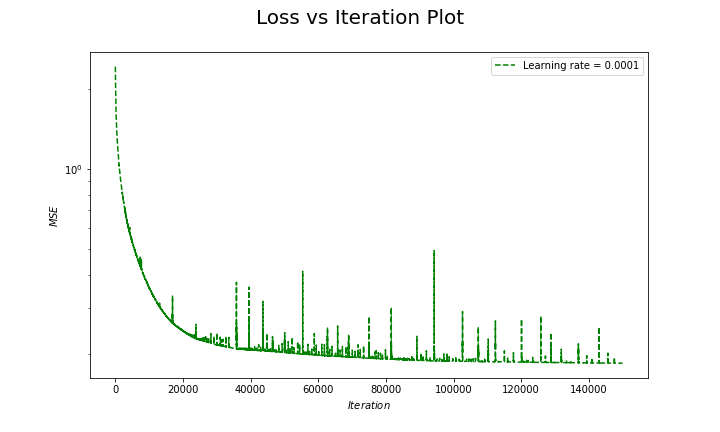 Loss vs Iteration Plot
Learning rate = 0.0001
10⁰
MSE
0 20000 40000 60000 80000 100000 120000 140000
Iteration